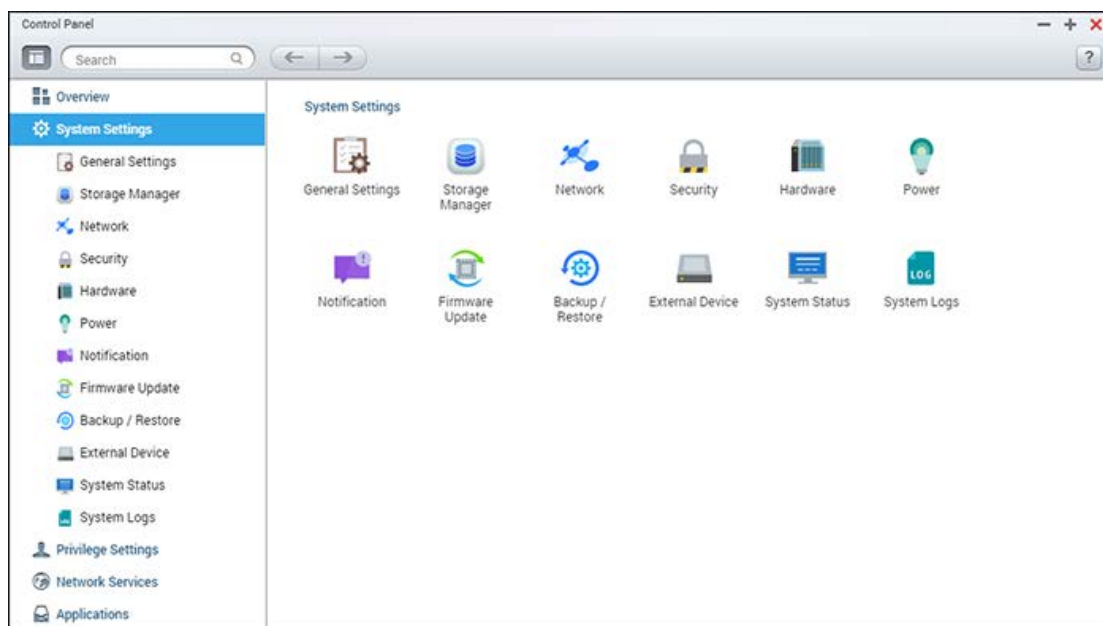 Control Panel
Search
?
Overview
System Settings
General Settings
Storage Manager
Network
Security
Hardware
Power
Notification
Firmware Update
Backup / Restore
External Device
System Status
System Logs
Privilege Settings
Network Services
Applications
System Settings
General Settings
Storage
Manager
Network
Security
Hardware
Power
Notification
Firmware
Update
Backup /
Restore
External Device
System Status
LOG
System Logs